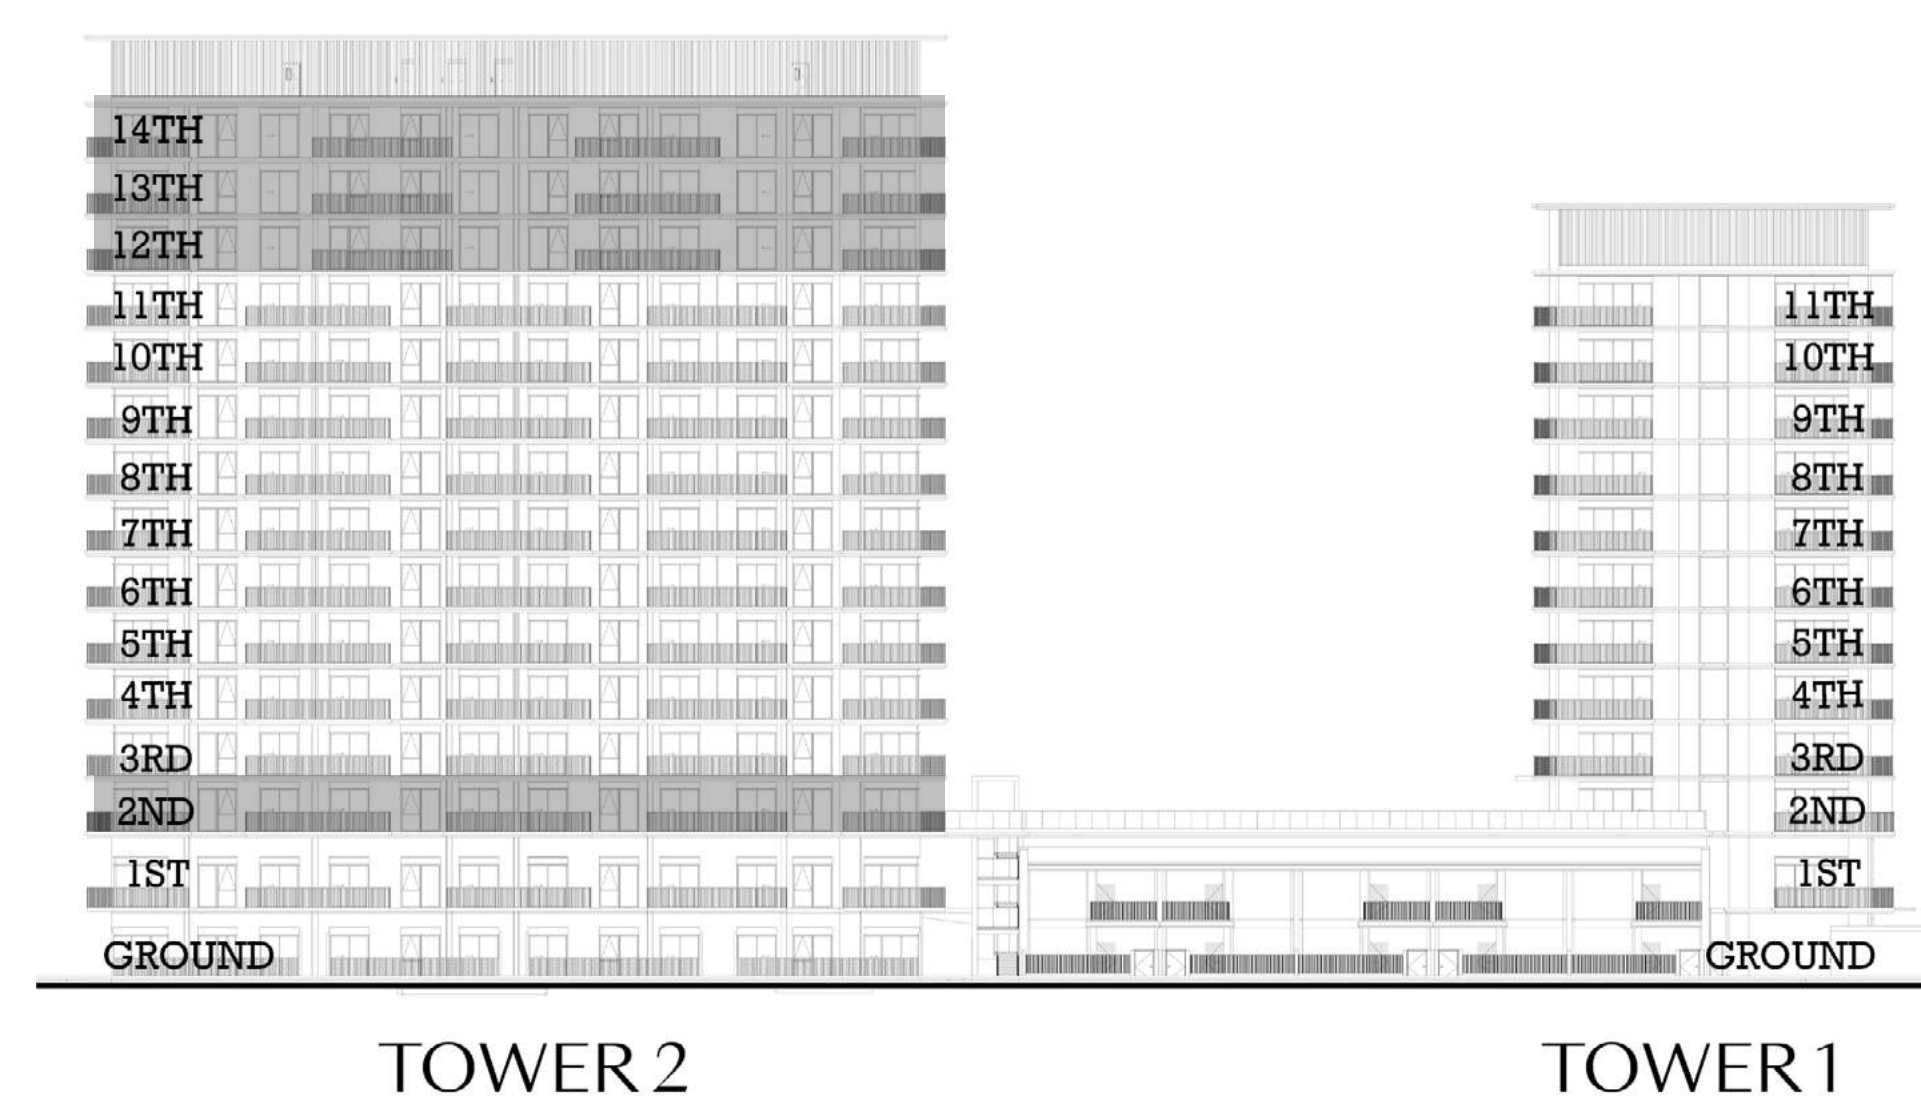 14TH
13TH
12TH
11TH
10TH
9TH
8TH
7TH
6TH
5TH
4TH
3RD
2ND
1ST
GROUND
TOWER 2
11TH
10TH
9TH
8TH
7TH
6TH
5TH
4TH
3RD
2ND
1ST
GROUND
TOWER 1